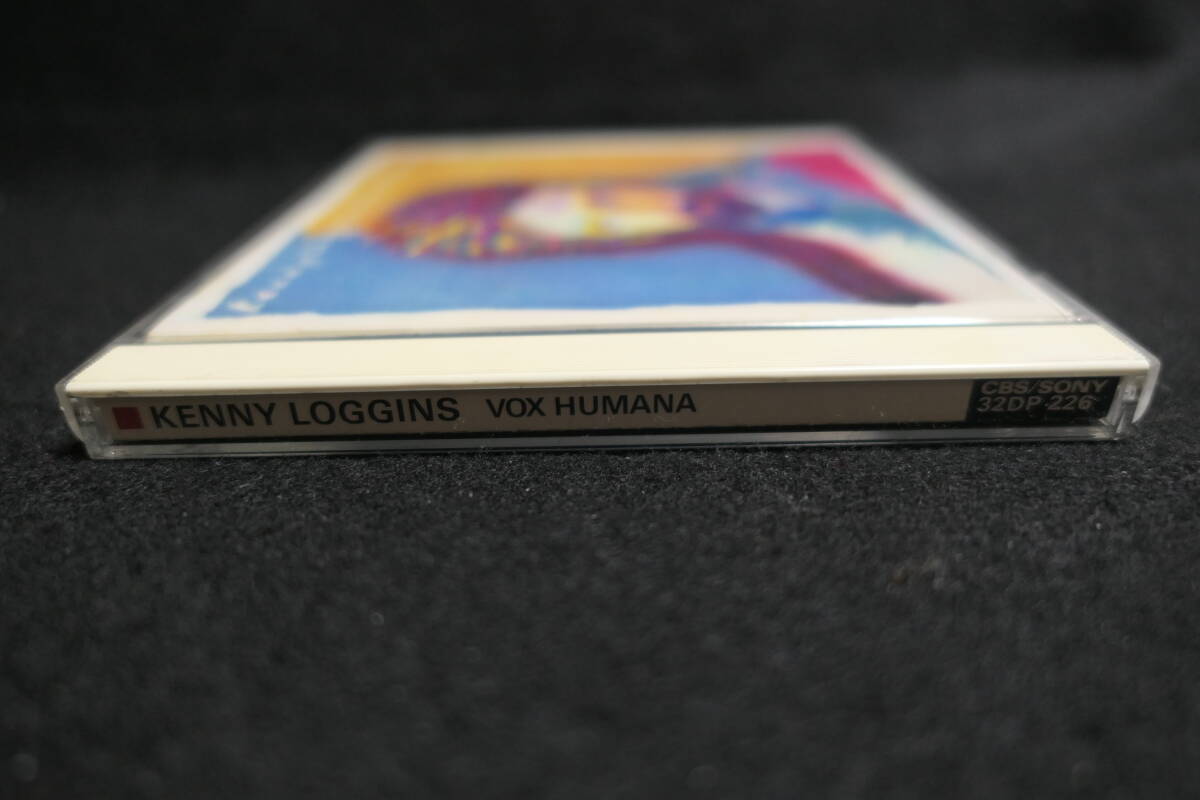 KENNY LOGGINS VOX HUMANA
CBS/SONY
32DP 226